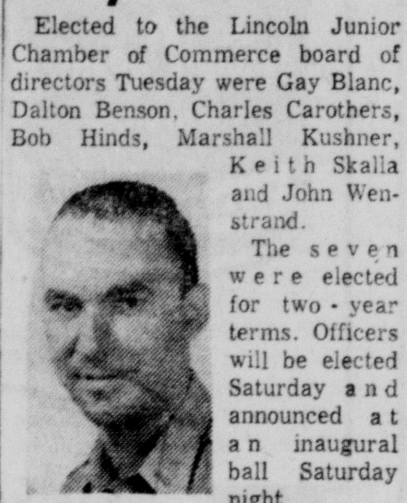 Elected to the Lincoln Junior
Chamber of Commerce board of
directors Tuesday were Gay Blanc,
Dalton Benson, Charles Carothers,
Bob Hinds, Marshall Kushner,
Keith Skalla
and John Wen-
strand.
The seven
were elected
for two - year
terms. Officers
will be elected
Saturday and
announced at
an inaugural
ball Saturday
night